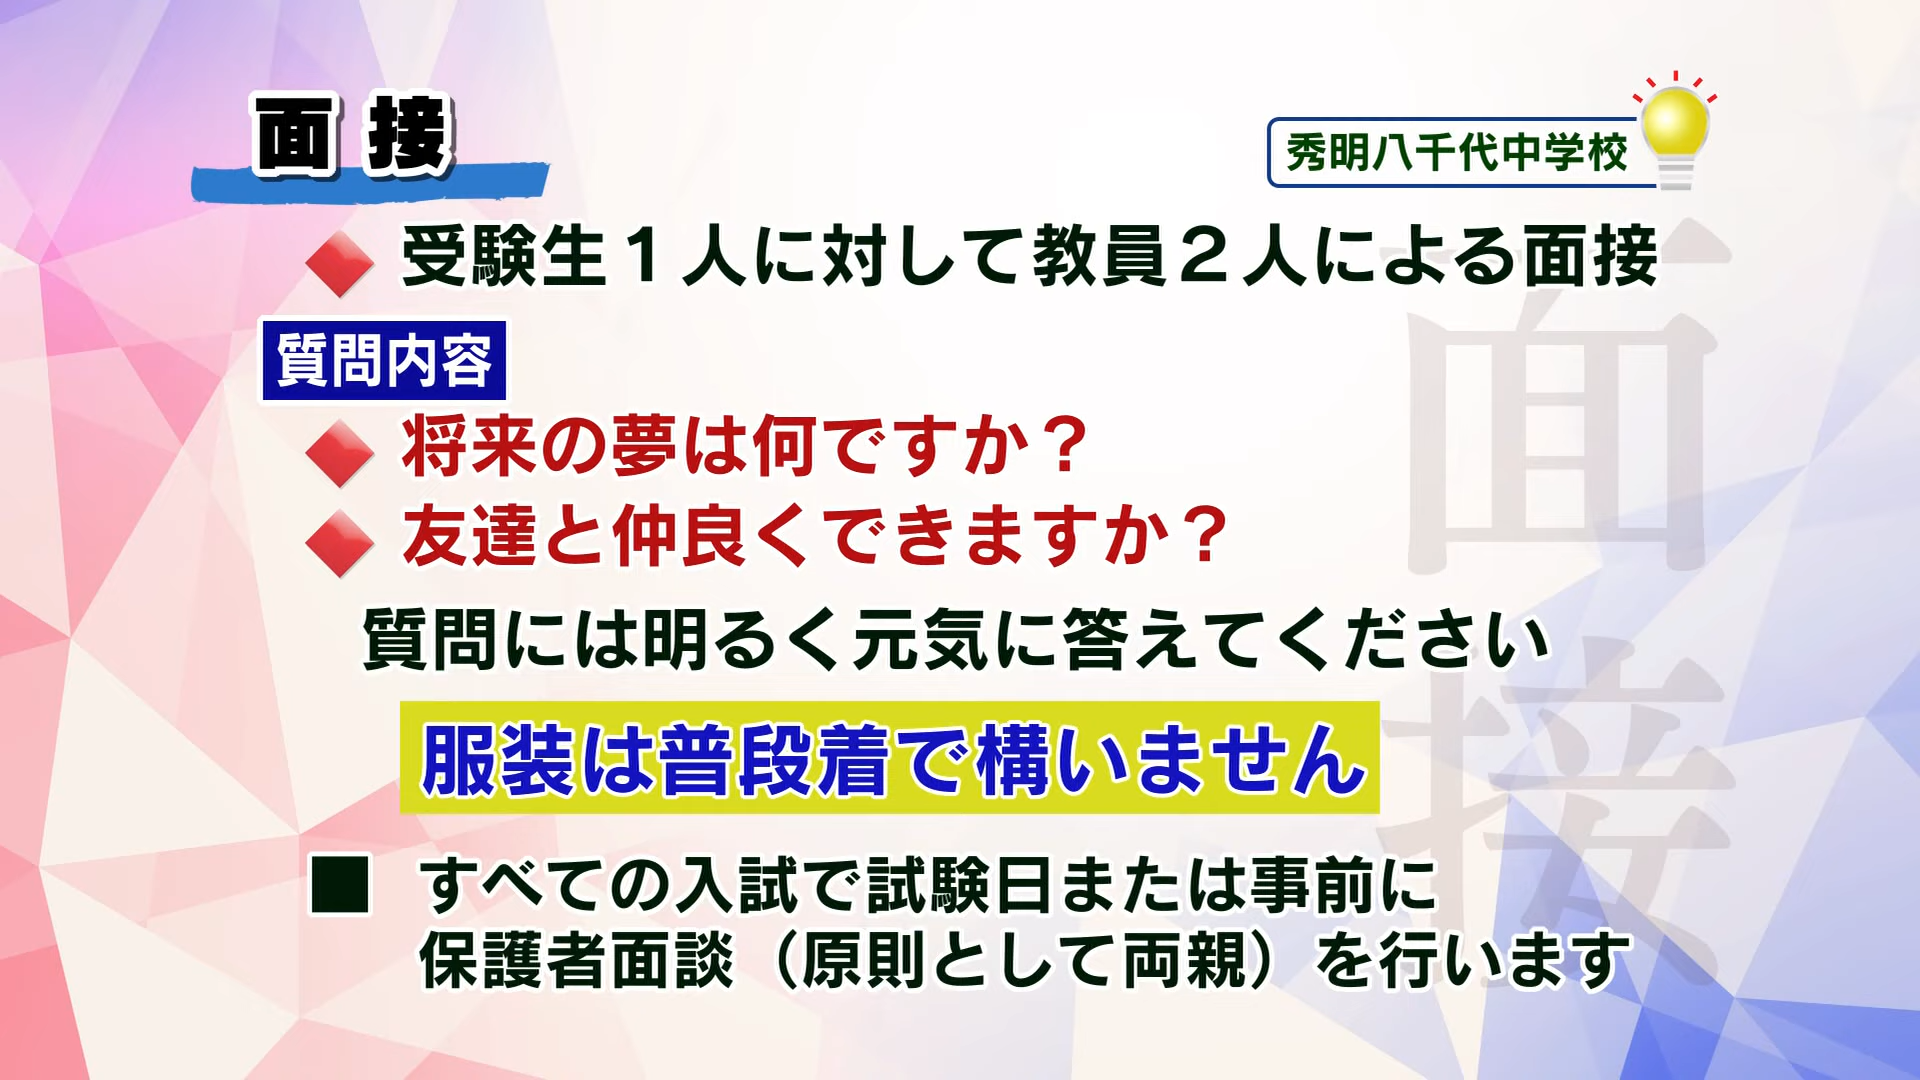 面接
秀明八千代中学校
受験生１人に対して教員２人による面接
質問内容
将来の夢は何ですか？
友達と仲良くできますか？
質問には明るく元気に答えてください
服装は普段着で構いません
■ すべての入試で試験日または事前に
保護者面談（原則として両親）を行います
面接